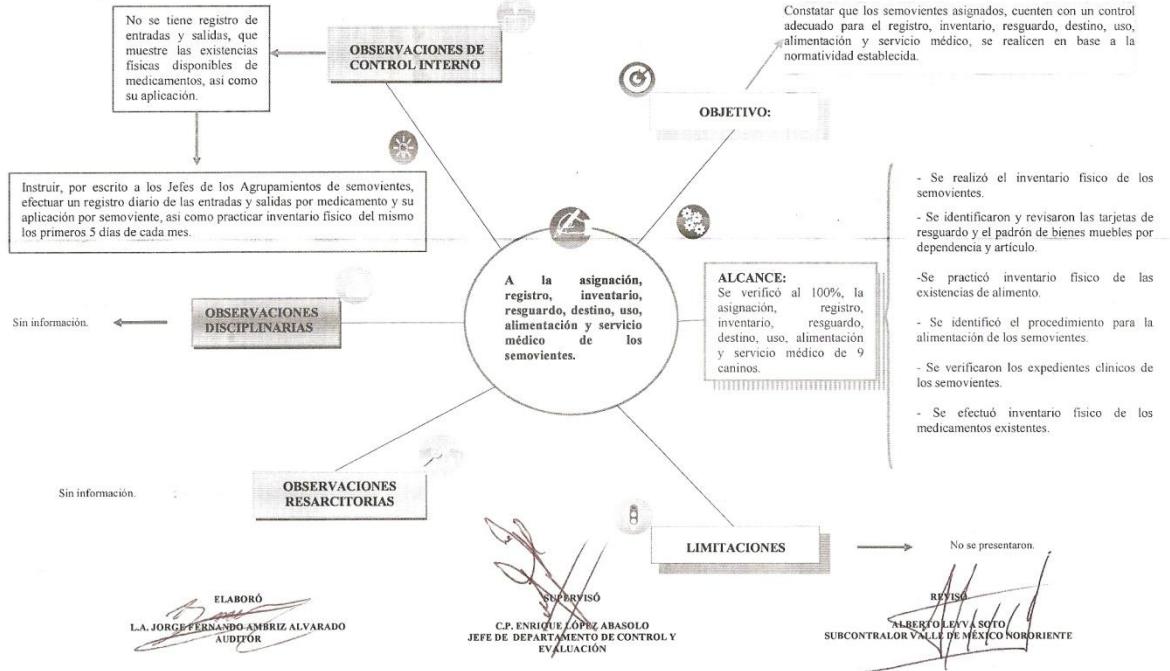 No se tiene registro de
entradas y salidas, que
muestre las existencias
físicas disponibles de
medicamentos, así como
su aplicación.
OBSERVACIONES DE
CONTROL INTERNO
Constatar que los semovientes asignados, cuenten con un control
adecuado para el registro, inventario, resguardo, destino, uso,
alimentación y servicio médico, se realicen en base a la
normatividad establecida.
OBJETIVO:
Instruir, por escrito a los Jefes de los Agrupamientos de semovientes,
efectuar un registro diario de las entradas y salidas por medicamento y su
aplicación por semoviente, asi como practicar inventario físico del mismo
los primeros 5 días de cada mes.
A la asignación,
registro, inventario,
resguardo, destino, uso,
alimentación y servicio
médico de los
semovientes.
ALCANCE:
Se verificó al 100%, la
asignación, registro,
inventario, resguardo,
destino, uso, alimentación
y servicio médico de 9
caninos.
- Se realizó el inventario físico de los
semovientes.
- Se identificaron y revisaron las tarjetas de
resguardo y el padrón de bienes muebles por
dependencia y artículo.
-Se practicó inventario físico de las
existencias de alimento.
- Se identificó el procedimiento para la
alimentación de los semovientes.
- Se verificaron los expedientes clínicos de
los semovientes.
- Se efectuó inventario físico de los
medicamentos existentes.
Sin información.
OBSERVACIONES
DISCIPLINARIAS
Sin información.
OBSERVACIONES
RESARCITORIAS
LIMITACIONES
No se presentaron.
ELABORÓ
L.A. JORGE FERNANDO AMBRIZ ALVARADO
AUDITOR
SUPERVISÓ
C.P. ENRIQUE LÓPEZ ABASOLO
JEFE DE DEPARTAMENTO DE CONTROL Y
EVALUACIÓN
REVISÓ
ALBERTO LEYVA SOTO
SUBCONTRALOR VALLE DE MÉXICO NORORIENTE